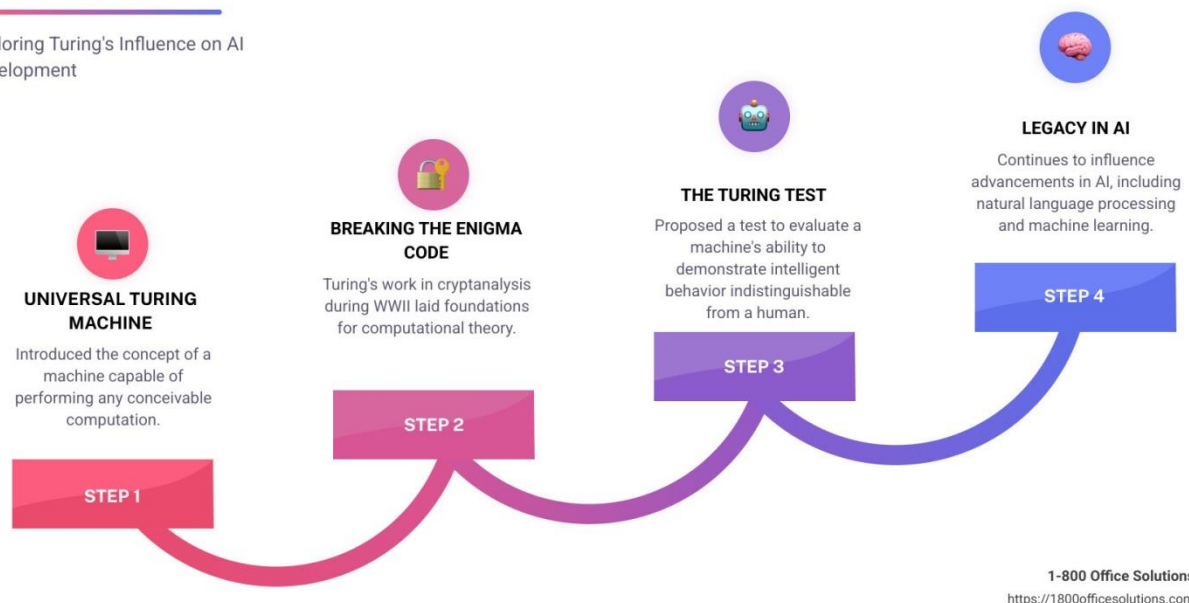 loring Turing's Influence on AI
elopment
UNIVERSAL TURING
MACHINE
Introduced the concept of a
machine capable of
performing any conceivable
computation.
STEP 1
BREAKING THE ENIGMA
CODE
Turing's work in cryptanalysis
during WWII laid foundations
for computational theory.
STEP 2
THE TURING TEST
Proposed a test to evaluate a
machine's ability to
demonstrate intelligent
behavior indistinguishable
from a human.
STEP 3
LEGACY IN AI
Continues to influence
advancements in AI, including
natural language processing
and machine learning.
STEP 4
1-800 Office Solutions
https://1800officesolutions.com